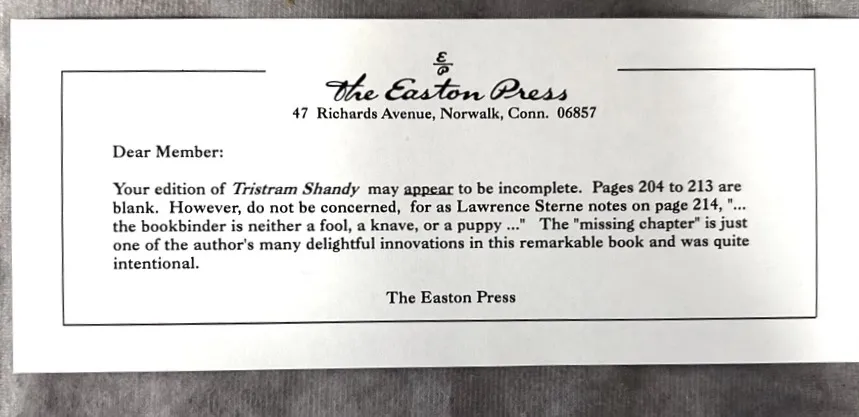 E
P
the Easton Press
47 Richards Avenue, Norwalk, Conn. 06857
Dear Member:
Your edition of Tristram Shandy may appear to be incomplete. Pages 204 to 213 are
blank. However, do not be concerned, for as Lawrence Sterne notes on page 214, "...
the bookbinder is neither a fool, a knave, or a puppy ..." The "missing chapter" is just
one of the author's many delightful innovations in this remarkable book and was quite
intentional.
The Easton Press